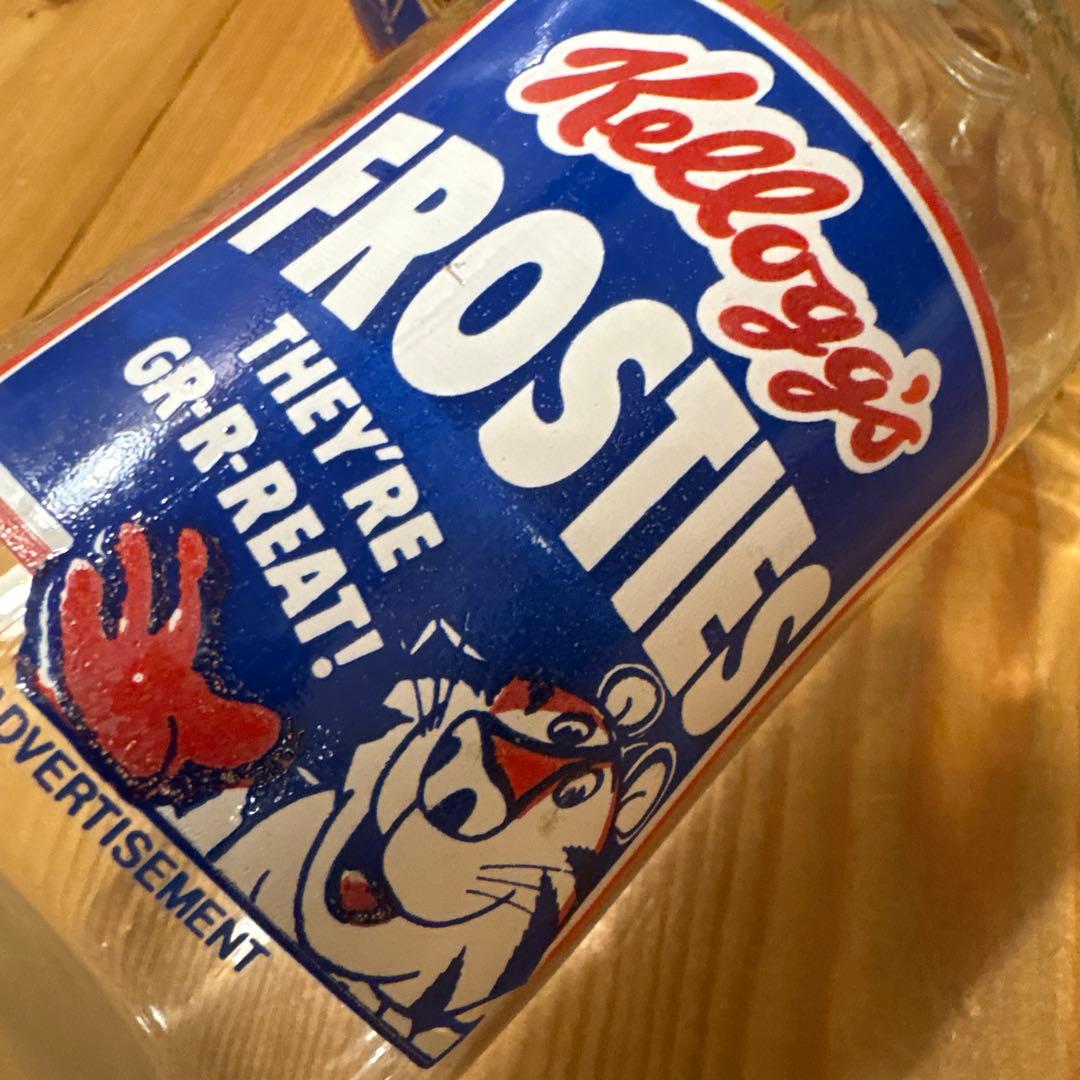 Kellogg's
FROSTIES
THEY'RE
GR-R-REAT!
ADVERTISEMENT